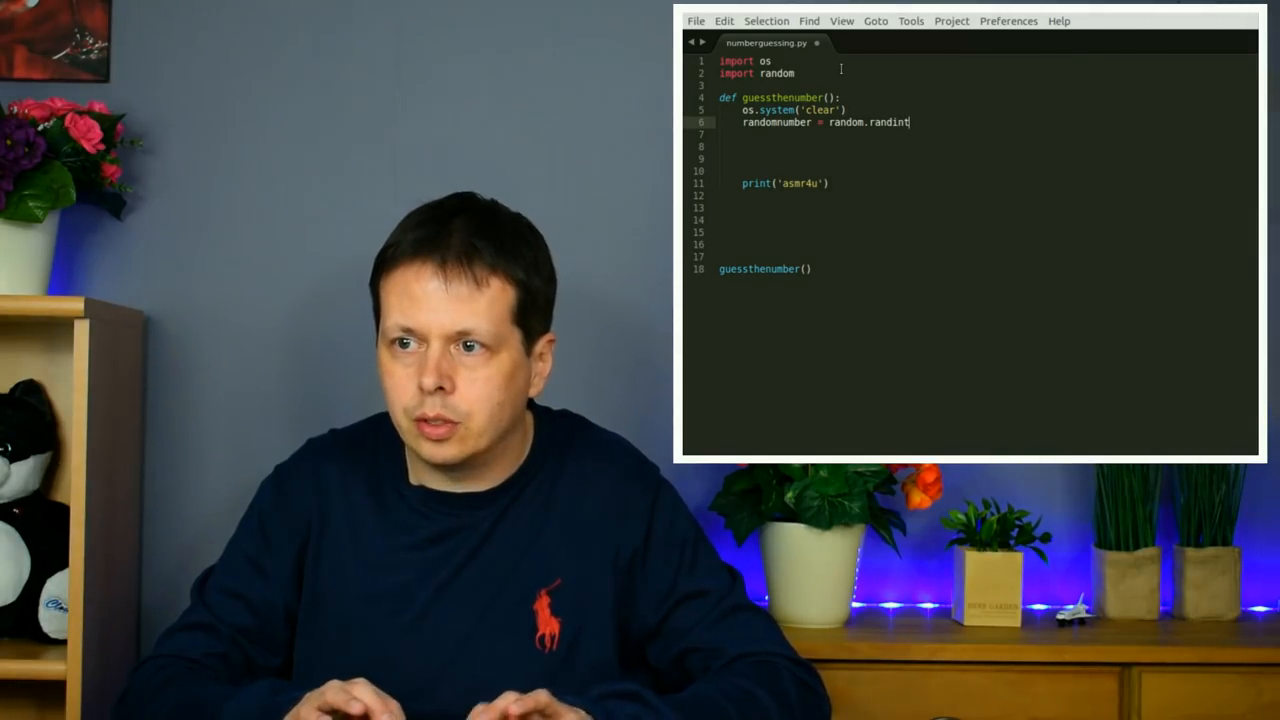 File Edit Selection Find View Goto Tools Project Preferences Help
numberguessing.py
1 import os
2 import random
3
4 def guessthenumber():
5 os.system('clear')
6 randomnumber = random.randint
7
8
9
10
11 print('asmr4u')
12
13
14
15
16
17
18 guessthenumber()